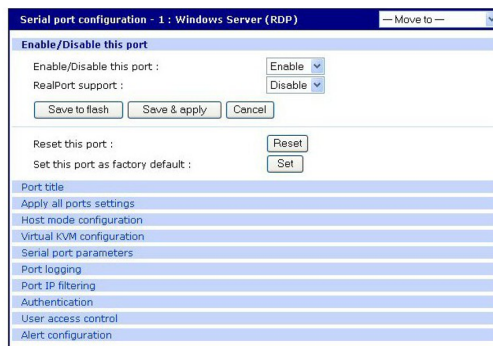 Serial port configuration - 1 : Windows Server (RDP) — Move to —
Enable/Disable this port
Enable/Disable this port : Enable
RealPort support : Disable
Save to flash Save & apply Cancel
Reset this port : Reset
Set this port as factory default : Set
Port title
Apply all ports settings
Host mode configuration
Virtual KVM configuration
Serial port parameters
Port logging
Port IP filtering
Authentication
User access control
Alert configuration